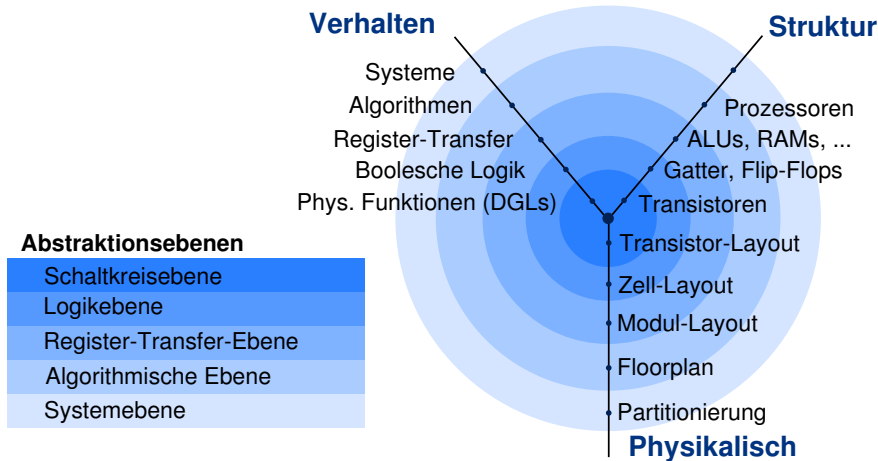 Verhalten
Systeme
Algorithmen
Register-Transfer
Boolesche Logik
Phys. Funktionen (DGLs)
Struktur
Prozessoren
ALUs, RAMs, ...
Gatter, Flip-Flops
Transistoren
Transistor-Layout
Zell-Layout
Modul-Layout
Floorplan
Partitionierung
Physikalisch
Abstraktionsebenen
Schaltkreisebene
Logikebene
Register-Transfer-Ebene
Algorithmische Ebene
Systemebene